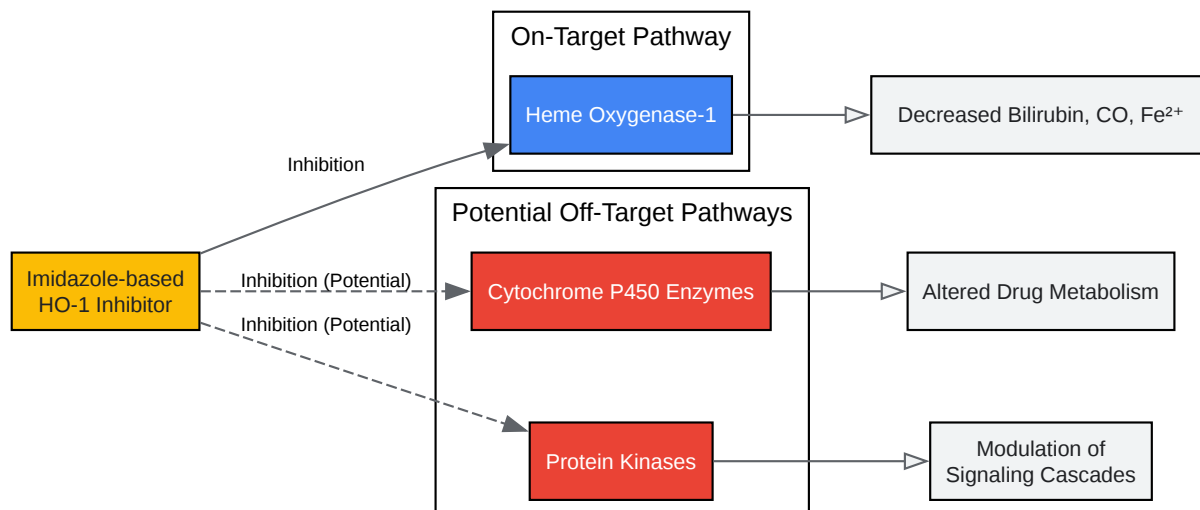 On-Target Pathway
Heme Oxygenase-1
Decreased Bilirubin, CO, Fe²⁺
Inhibition
Potential Off-Target Pathways
Imidazole-based
HO-1 Inhibitor
Inhibition (Potential)
Cytochrome P450 Enzymes
Altered Drug Metabolism
Inhibition (Potential)
Protein Kinases
Modulation of
Signaling Cascades